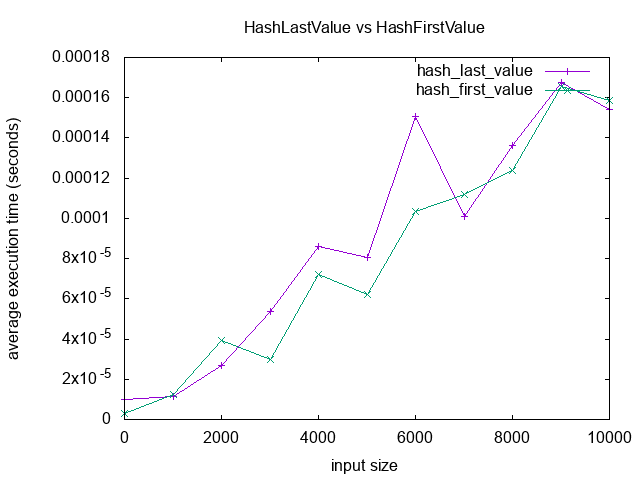 HashLastValue vs HashFirstValue
0.00018
0.00016
0.00014
0.00012
0.0001
8x10^-5
6x10^-5
4x10^-5
2x10^-5
0
average execution time (seconds)
hash_last_value
hash_first_value
0 2000 4000 6000 8000 10000
input size